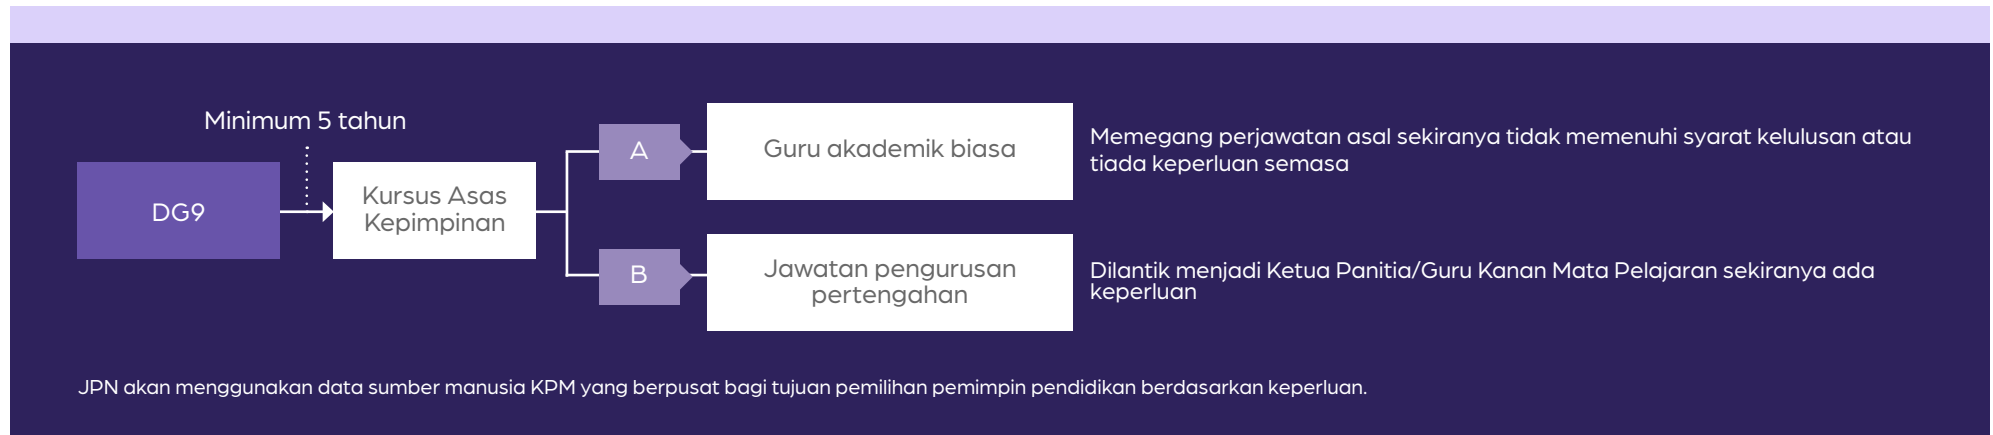 Minimum 5 tahun
DG9
Kursus Asas
Kepimpinan
A
Guru akademik biasa
Memegang perjawatan asal sekiranya tidak memenuhi syarat kelulusan atau
tiada keperluan semasa
B
Jawatan pengurusan
pertengahan
Dilantik menjadi Ketua Panitia/Guru Kanan Mata Pelajaran sekiranya ada
keperluan
JPN akan menggunakan data sumber manusia KPM yang berpusat bagi tujuan pemilihan pemimpin pendidikan berdasarkan keperluan.